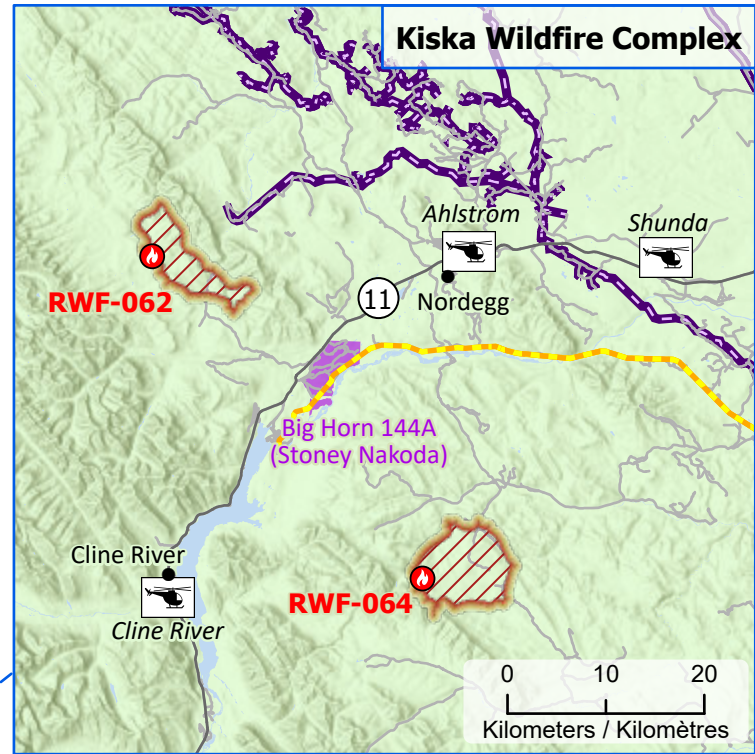 Kiska Wildfire Complex
Ahlstrom
Shunda
RWF-062
11
Nordegg
Big Horn 144A
(Stoney Nakoda)
Cline River
Cline River
RWF-064
0 10 20
Kilometers / Kilomètres